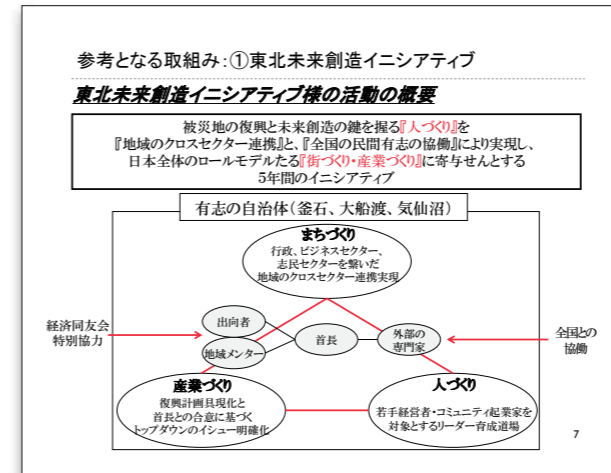 参考となる取組み:①東北未来創造イニシアティブ
東北未来創造イニシアティブ様の活動の概要
被災地の復興と未来創造の鍵を握る『人づくり』を
『地域のクロスセクター連携』と、『全国の民間有志の協働』により実現し、
日本全体のロールモデルたる『街づくり・産業づくり』に寄与せんとする
5年間のイニシアティブ
有志の自治体(釜石、大船渡、気仙沼)
まちづくり
行政、ビジネスセクター、
志民セクターを繋いだ
地域のクロスセクター連携実現
経済同友会
特別協力
出向者
地域メンター
首長
外部の
専門家
全国との
協働
産業づくり
復興計画具現化と
首長との合意に基づく
トップダウンのイシュー明確化
人づくり
若手経営者・コミュニティ起業家を
対象とするリーダー育成道場
7